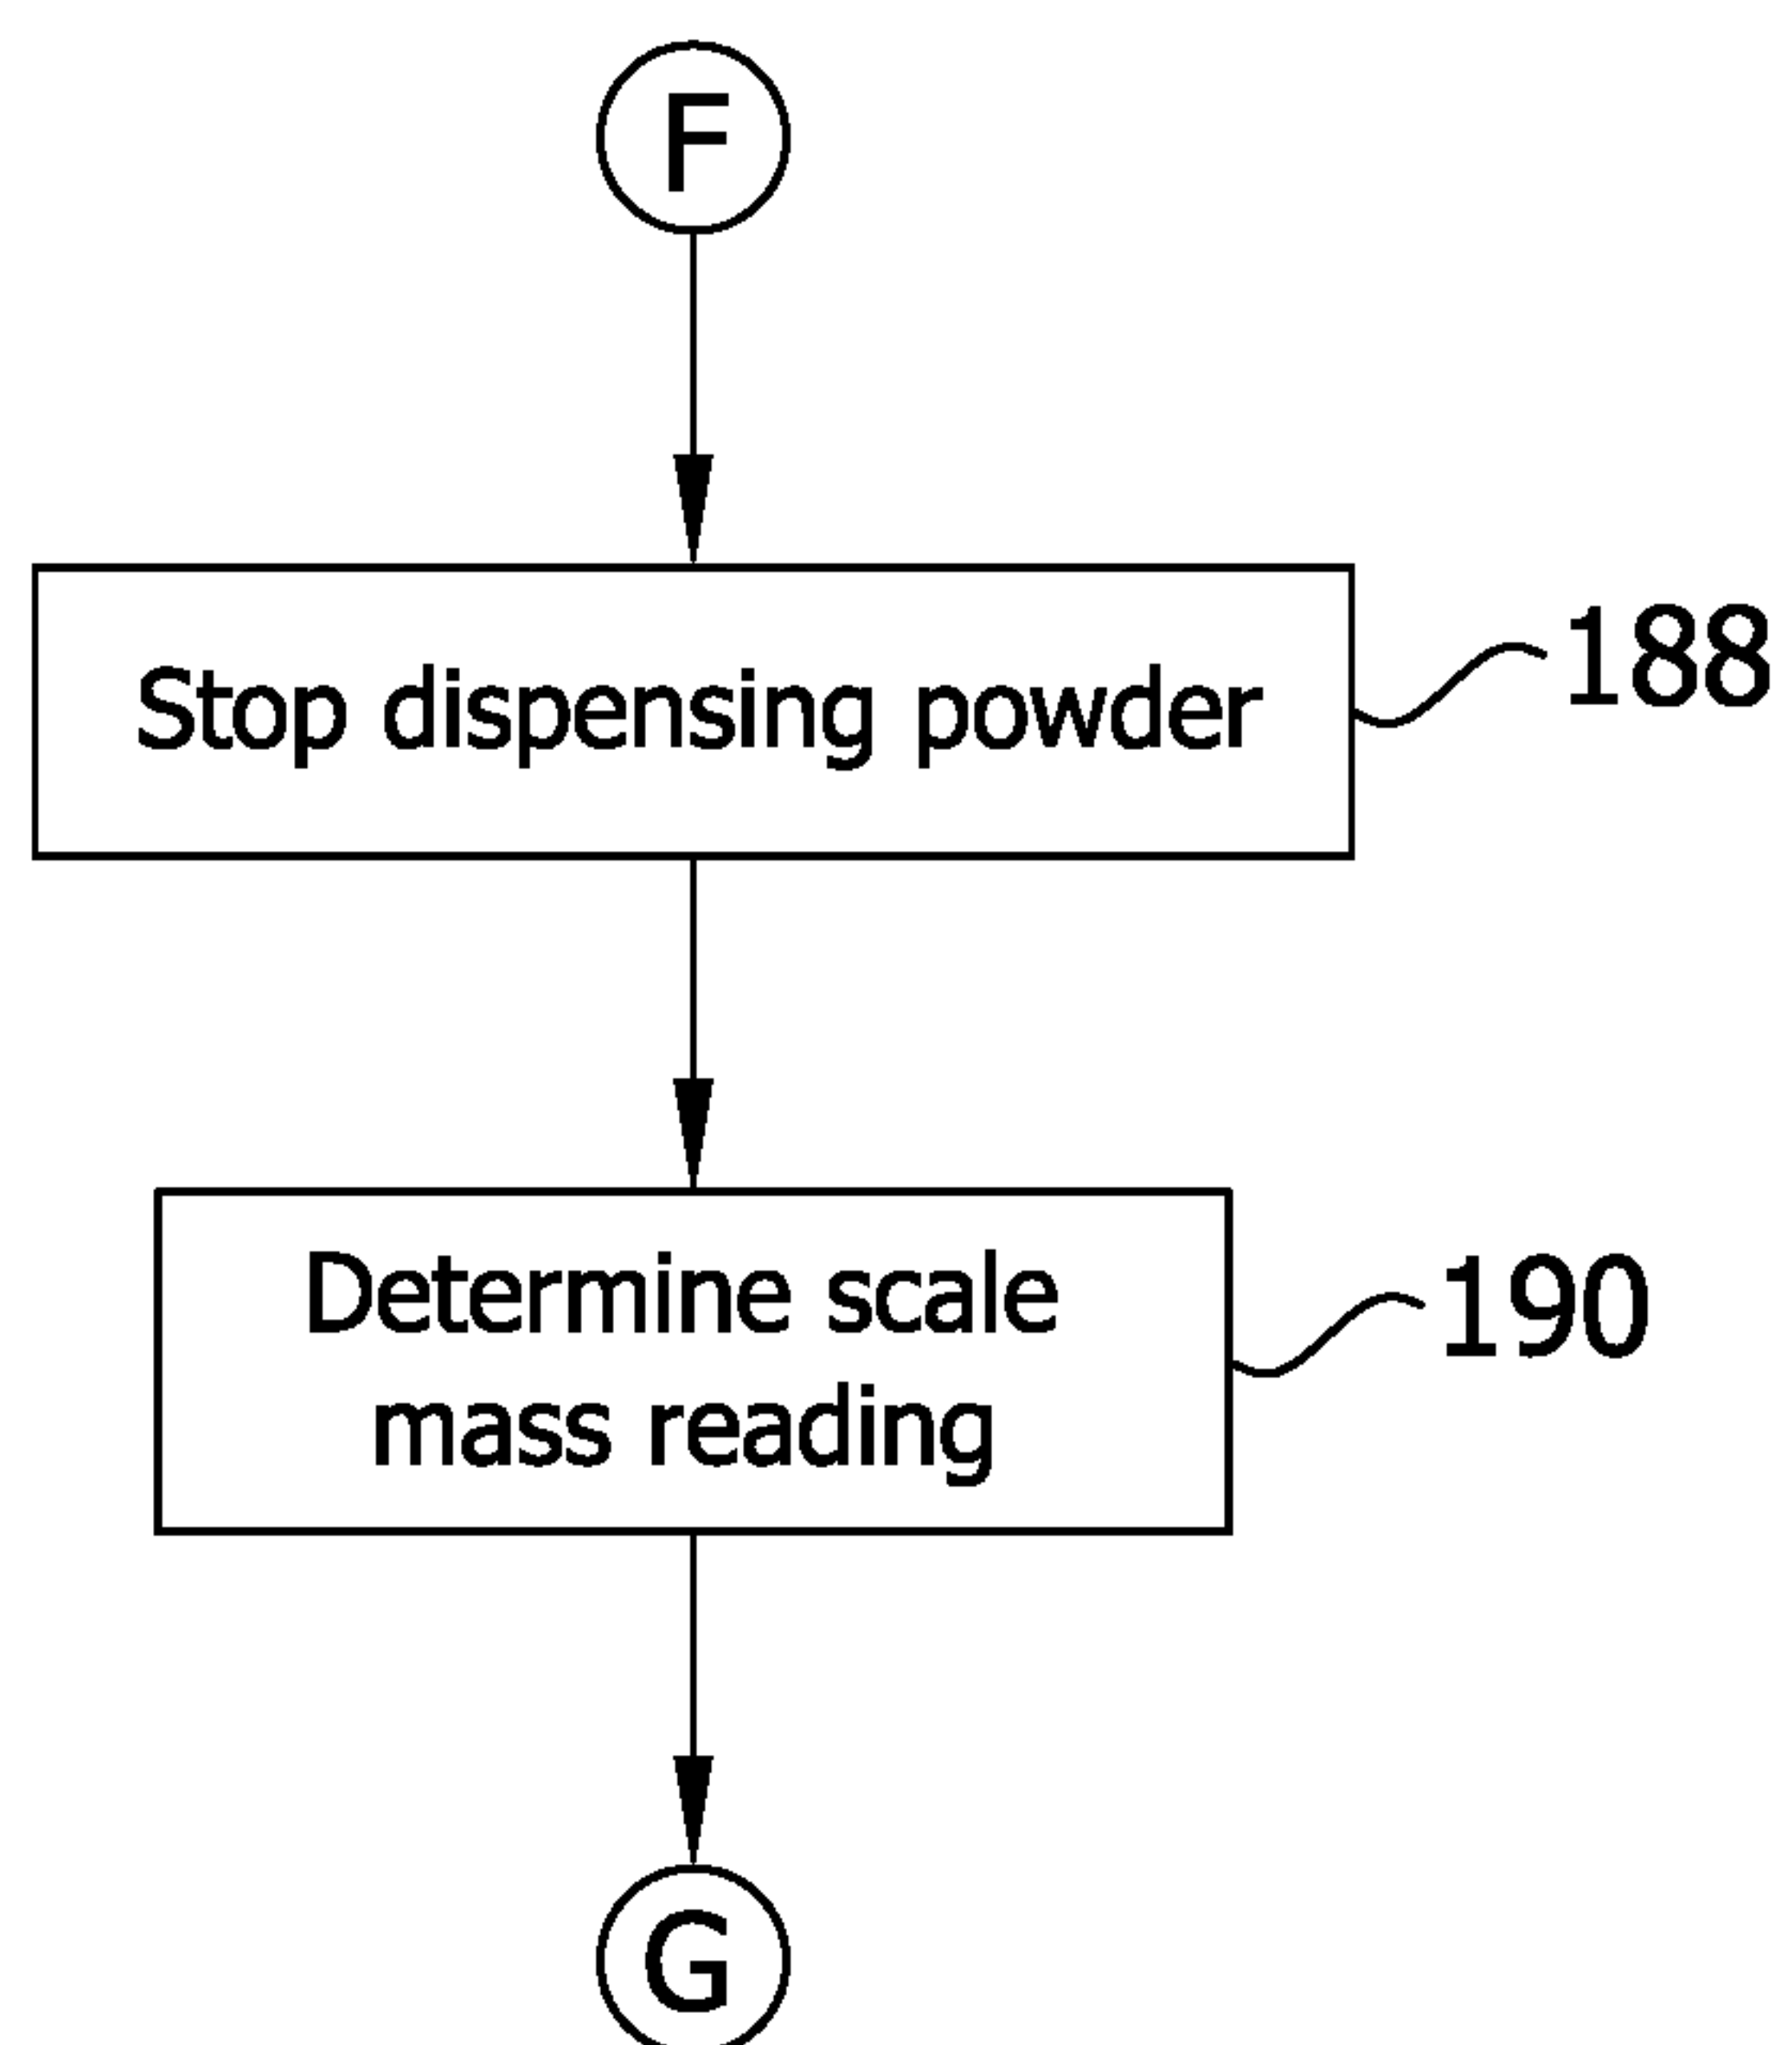 F
Stop dispensing powder
188
Determine scale
mass reading
190
G